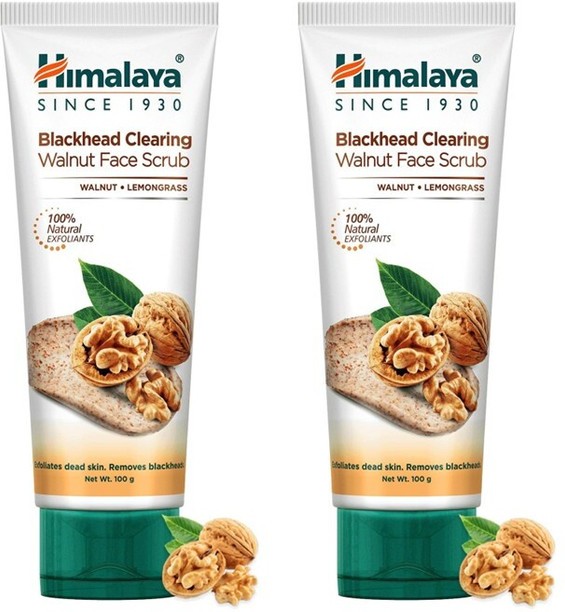 Himalaya®
SINCE 1930
Blackhead Clearing
Walnut Face Scrub
WALNUT • LEMONGRASS
100%
Natural
EXFOLIANTS
Exfoliates dead skin. Removes blackheads.
Net Wt. 100 g
Himalaya®
SINCE 1930
Blackhead Clearing
Walnut Face Scrub
WALNUT • LEMONGRASS
100%
Natural
EXFOLIANTS
Exfoliates dead skin. Removes blackheads.
Net Wt. 100 g